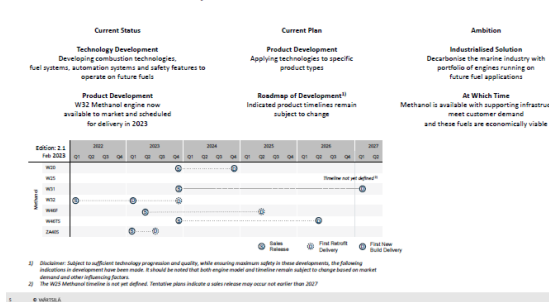 Current Status
Current Plan
Ambition
Technology Development
Developing combustion technologies,
fuel systems, automation systems and safety features to
operate on future fuels
Product Development
Applying technologies to specific
product types
Industrialised Solution
Decarbonise the marine industry with
portfolio of engines running on
future fuel applications
Product Development
W32 Methanol engine now
available to market and scheduled
for delivery in 2023
Roadmap of Development¹⁾
Indicated product timelines remain
subject to change
At Which Time
Methanol is available with supporting infrastruc
meet customer demand
and these fuels are economically viable
Edition: 2.1
Feb 2023
2022 2023 2024 2025 2026 2027
Q1 Q2 Q3 Q4 Q1 Q2 Q3 Q4 Q1 Q2 Q3 Q4 Q1 Q2 Q3 Q4 Q1 Q2 Q3 Q4 Q1 Q2
Methanol
W20 S D
W25 Timeline not yet defined²⁾
W31 S D
W32 S D D
W46F S D
W46TS S D
ZA40S S D
S Sales Release
D First Retrofit Delivery
D First New Build Delivery
1) Disclaimer: Subject to sufficient technology progression and quality, while ensuring maximum safety in these developments, the following
indications in development have been made. It should be noted that both engine model and timeline remain subject to change based on market
demand and other influencing factors.
2) The W25 Methanol timeline is not yet defined. Tentative plans indicate a sales release may occur not earlier than 2027
© WÄRTSILÄ